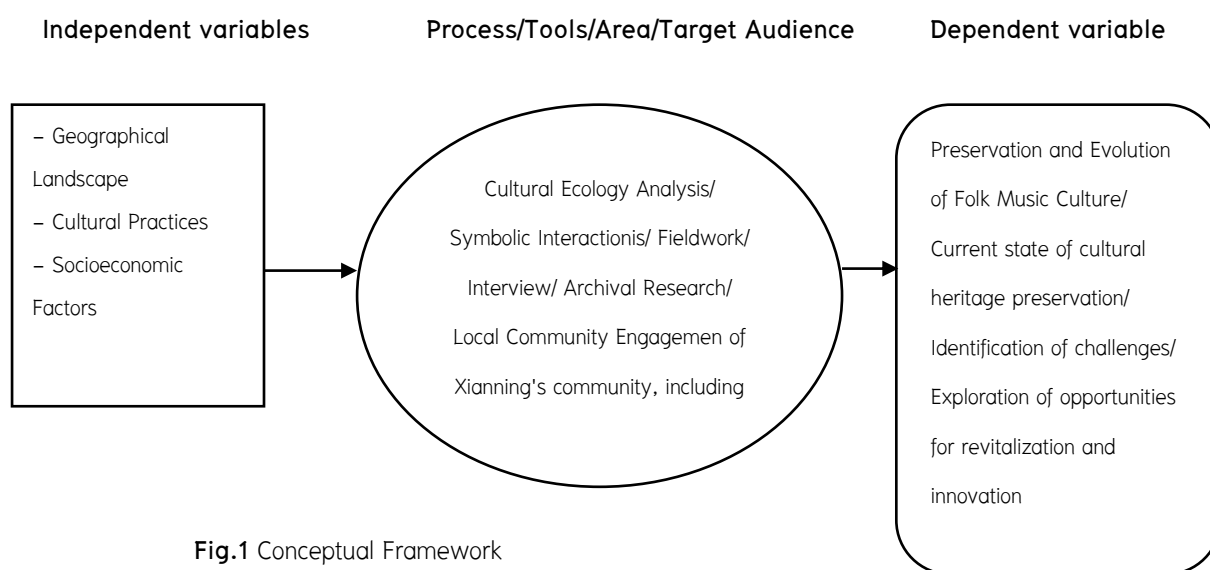 Independent variables
Process/Tools/Area/Target Audience
Dependent variable
– Geographical
Landscape
– Cultural Practices
– Socioeconomic
Factors
Cultural Ecology Analysis/
Symbolic Interactionis/ Fieldwork/
Interview/ Archival Research/
Local Community Engagemen of
Xianning's community, including
Preservation and Evolution
of Folk Music Culture/
Current state of cultural
heritage preservation/
Identification of challenges/
Exploration of opportunities
for revitalization and
innovation
Fig.1 Conceptual Framework